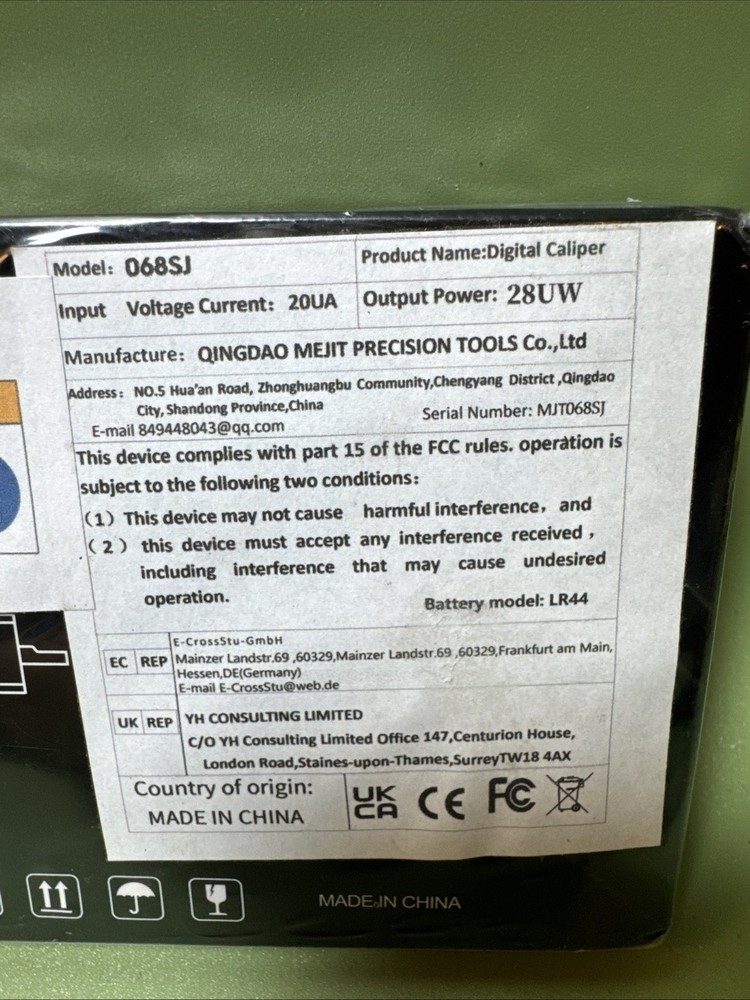 Model: 068SJ
Product Name:Digital Caliper
Input Voltage Current: 20UA
Output Power: 28UW
Manufacture: QINGDAO MEJIT PRECISION TOOLS Co.,Ltd
Address: NO.5 Hua'an Road, Zhonghuangbu Community,Chengyang District ,Qingdao
City, Shandong Province,China
Serial Number: MJT068SJ
E-mail 849448043@qq.com
This device complies with part 15 of the FCC rules. operation is
subject to the following two conditions:
(1) This device may not cause harmful interference, and
(2) this device must accept any interference received ,
including interference that may cause undesired
operation.
Battery model: LR44
E-CrossStu-GmbH
EC REP Mainzer Landstr.69 ,60329,Mainzer Landstr.69 ,60329,Frankfurt am Main,
Hessen,DE(Germany)
E-mail E-CrossStu@web.de
UK REP YH CONSULTING LIMITED
C/O YH Consulting Limited Office 147,Centurion House,
London Road,Staines-upon-Thames,SurreyTW18 4AX
Country of origin:
MADE IN CHINA
UK
CA CE FC
MADE IN CHINA